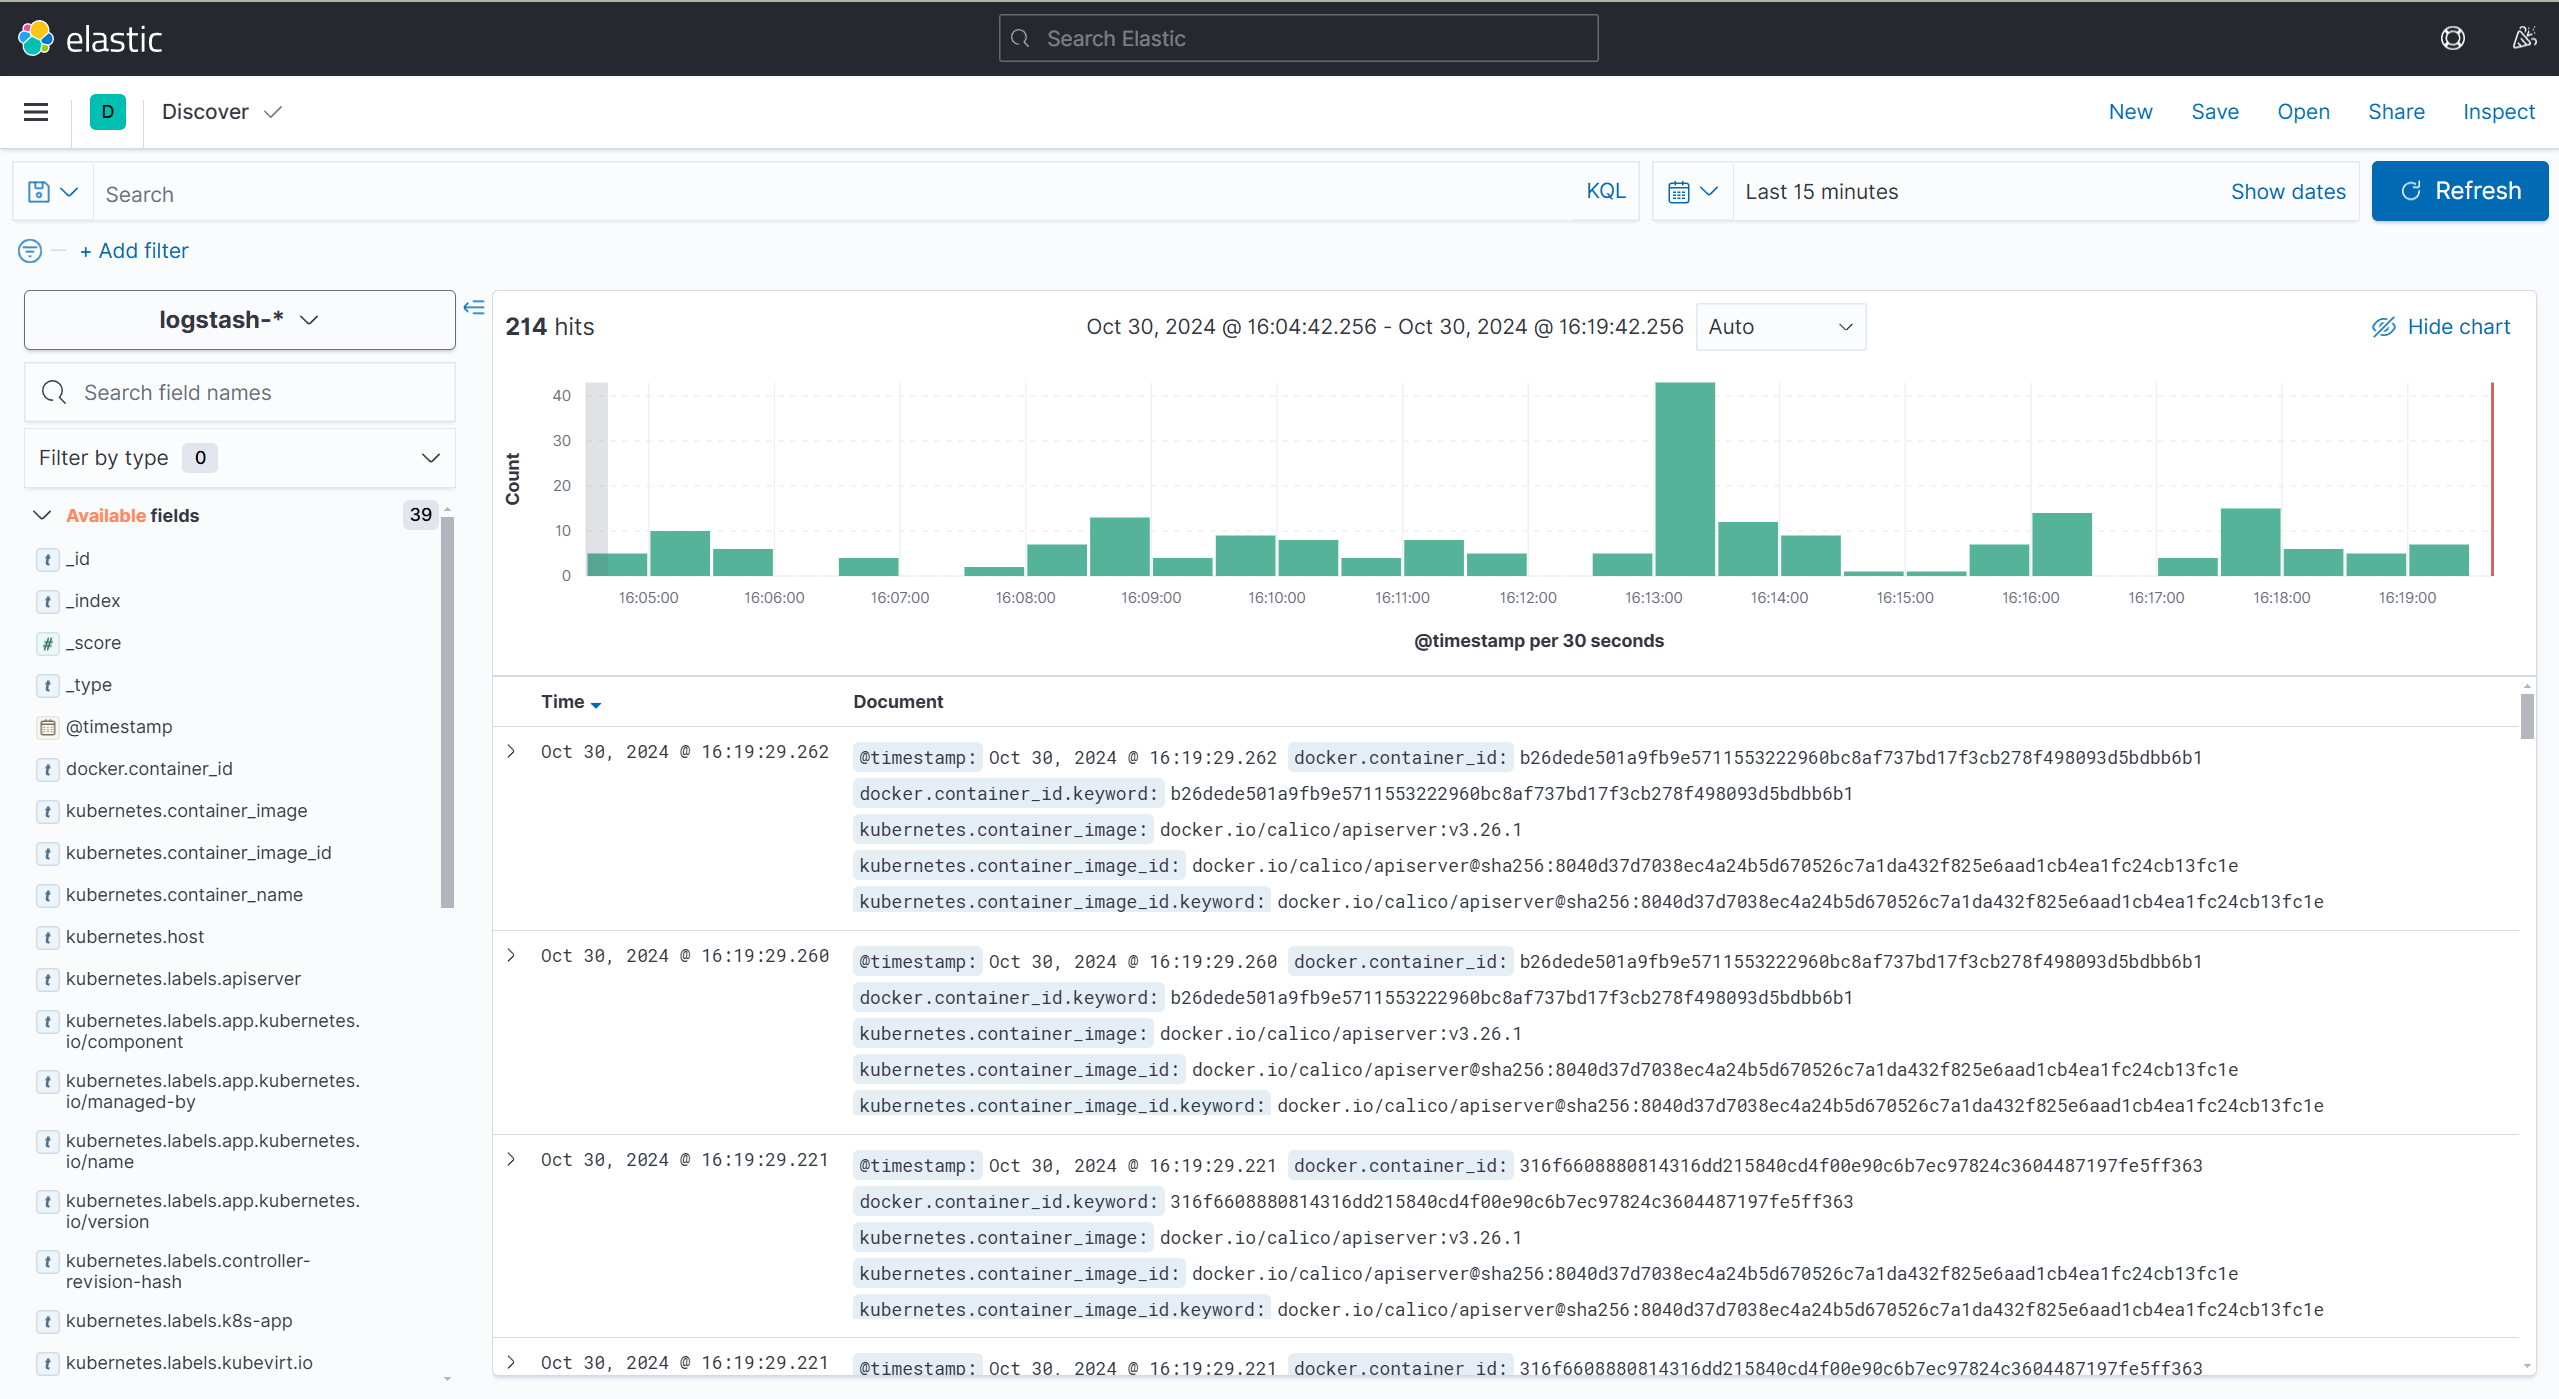 elastic
Search Elastic
D
Discover
New Save Open Share Inspect
Search
KQL
Last 15 minutes
Show dates
Refresh
+ Add filter
logstash-*
Search field names
Filter by type 0
Available fields 39
t _id
t _index
# _score
t _type
@timestamp
t docker.container_id
t kubernetes.container_image
t kubernetes.container_image_id
t kubernetes.container_name
t kubernetes.host
t kubernetes.labels.apiserver
t kubernetes.labels.app.kubernetes.
io/component
t kubernetes.labels.app.kubernetes.
io/managed-by
t kubernetes.labels.app.kubernetes.
io/name
t kubernetes.labels.app.kubernetes.
io/version
t kubernetes.labels.controller-
revision-hash
t kubernetes.labels.k8s-app
t kubernetes.labels.kubevirt.io
214 hits
Oct 30, 2024 @ 16:04:42.256 - Oct 30, 2024 @ 16:19:42.256
Auto
Hide chart
Count
40
30
20
10
0
16:05:00 16:06:00 16:07:00 16:08:00 16:09:00 16:10:00 16:11:00 16:12:00 16:13:00 16:14:00 16:15:00 16:16:00 16:17:00 16:18:00 16:19:00
@timestamp per 30 seconds
Time Document
Oct 30, 2024 @ 16:19:29.262
@timestamp: Oct 30, 2024 @ 16:19:29.262 docker.container_id: b26dede501a9fb9e5711553222960bc8af737bd17f3cb278f498093d5bdbb6b1
docker.container_id.keyword: b26dede501a9fb9e5711553222960bc8af737bd17f3cb278f498093d5bdbb6b1
kubernetes.container_image: docker.io/calico/apiserver:v3.26.1
kubernetes.container_image_id: docker.io/calico/apiserver@sha256:8040d37d7038ec4a24b5d670526c7a1da432f825e6aad1cb4ea1fc24cb13fc1e
kubernetes.container_image_id.keyword: docker.io/calico/apiserver@sha256:8040d37d7038ec4a24b5d670526c7a1da432f825e6aad1cb4ea1fc24cb13fc1e
Oct 30, 2024 @ 16:19:29.260
@timestamp: Oct 30, 2024 @ 16:19:29.260 docker.container_id: b26dede501a9fb9e5711553222960bc8af737bd17f3cb278f498093d5bdbb6b1
docker.container_id.keyword: b26dede501a9fb9e5711553222960bc8af737bd17f3cb278f498093d5bdbb6b1
kubernetes.container_image: docker.io/calico/apiserver:v3.26.1
kubernetes.container_image_id: docker.io/calico/apiserver@sha256:8040d37d7038ec4a24b5d670526c7a1da432f825e6aad1cb4ea1fc24cb13fc1e
kubernetes.container_image_id.keyword: docker.io/calico/apiserver@sha256:8040d37d7038ec4a24b5d670526c7a1da432f825e6aad1cb4ea1fc24cb13fc1e
Oct 30, 2024 @ 16:19:29.221
@timestamp: Oct 30, 2024 @ 16:19:29.221 docker.container_id: 316f6608880814316dd215840cd4f00e90c6b7ec97824c3604487197fe5ff363
docker.container_id.keyword: 316f6608880814316dd215840cd4f00e90c6b7ec97824c3604487197fe5ff363
kubernetes.container_image: docker.io/calico/apiserver:v3.26.1
kubernetes.container_image_id: docker.io/calico/apiserver@sha256:8040d37d7038ec4a24b5d670526c7a1da432f825e6aad1cb4ea1fc24cb13fc1e
kubernetes.container_image_id.keyword: docker.io/calico/apiserver@sha256:8040d37d7038ec4a24b5d670526c7a1da432f825e6aad1cb4ea1fc24cb13fc1e
Oct 30, 2024 @ 16:19:29.221
@timestamp: Oct 30, 2024 @ 16:19:29.221 docker.container_id: 316f6608880814316dd215840cd4f00e90c6b7ec97824c3604487197fe5ff363